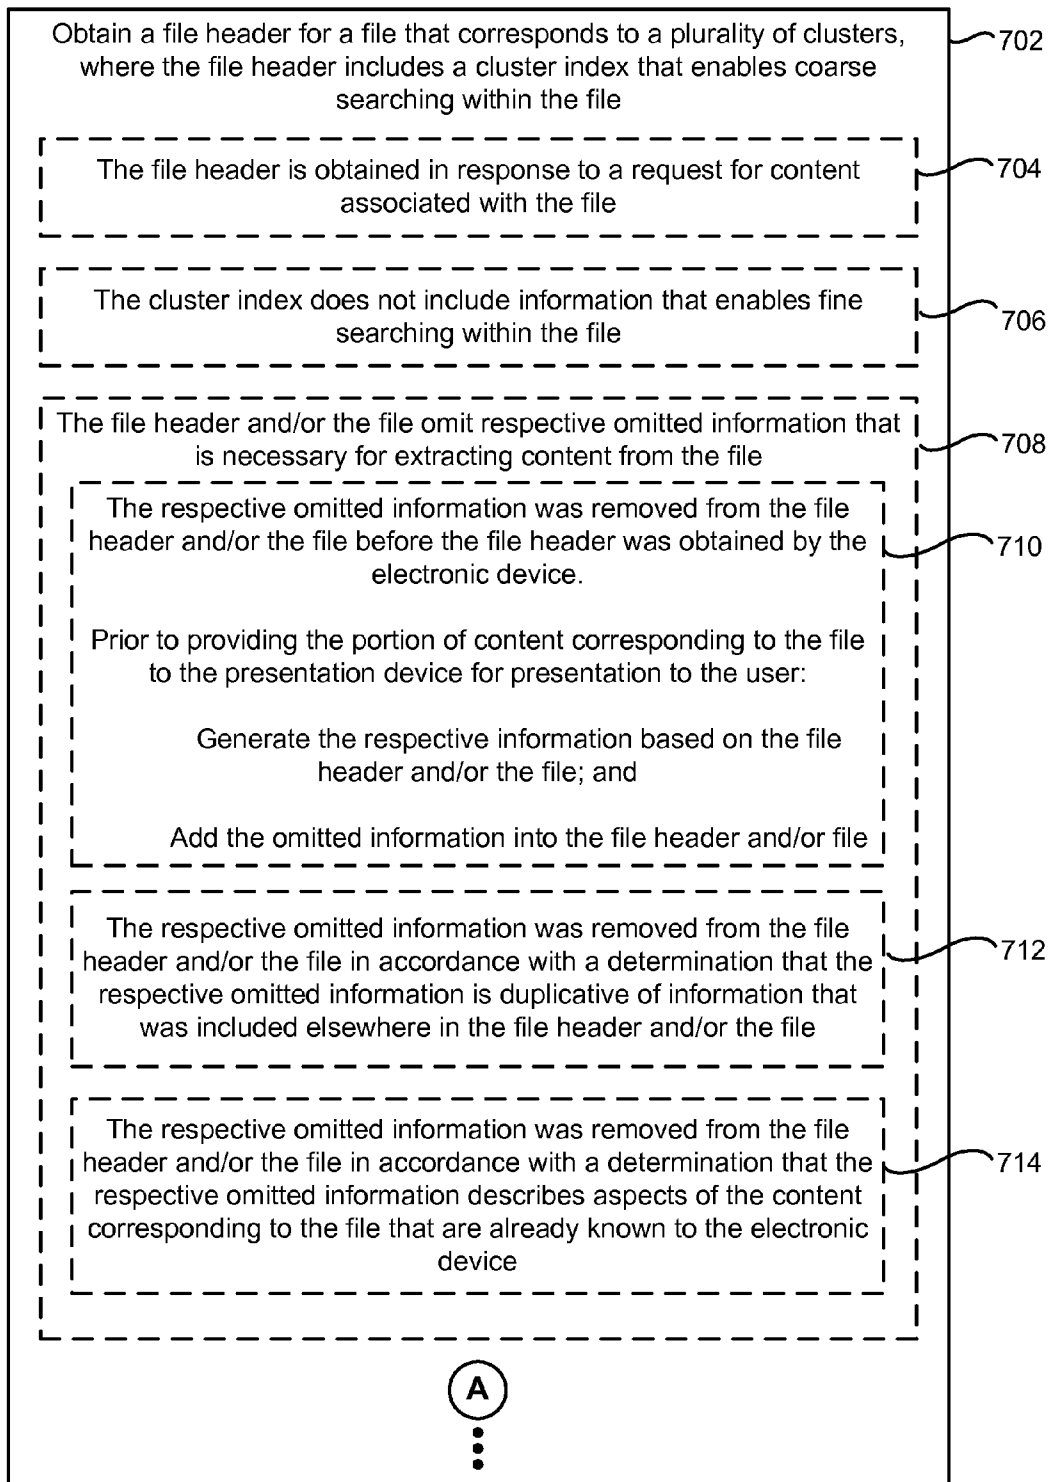 Obtain a file header for a file that corresponds to a plurality of clusters,
where the file header includes a cluster index that enables coarse
searching within the file
702
The file header is obtained in response to a request for content
associated with the file
704
The cluster index does not include information that enables fine
searching within the file
706
The file header and/or the file omit respective omitted information that
is necessary for extracting content from the file
708
The respective omitted information was removed from the file
header and/or the file before the file header was obtained by the
electronic device.
710
Prior to providing the portion of content corresponding to the file
to the presentation device for presentation to the user:
Generate the respective information based on the file
header and/or the file; and
Add the omitted information into the file header and/or file
The respective omitted information was removed from the file
header and/or the file in accordance with a determination that the
respective omitted information is duplicative of information that
was included elsewhere in the file header and/or the file
712
The respective omitted information was removed from the file
header and/or the file in accordance with a determination that the
respective omitted information describes aspects of the content
corresponding to the file that are already known to the electronic
device
714
A